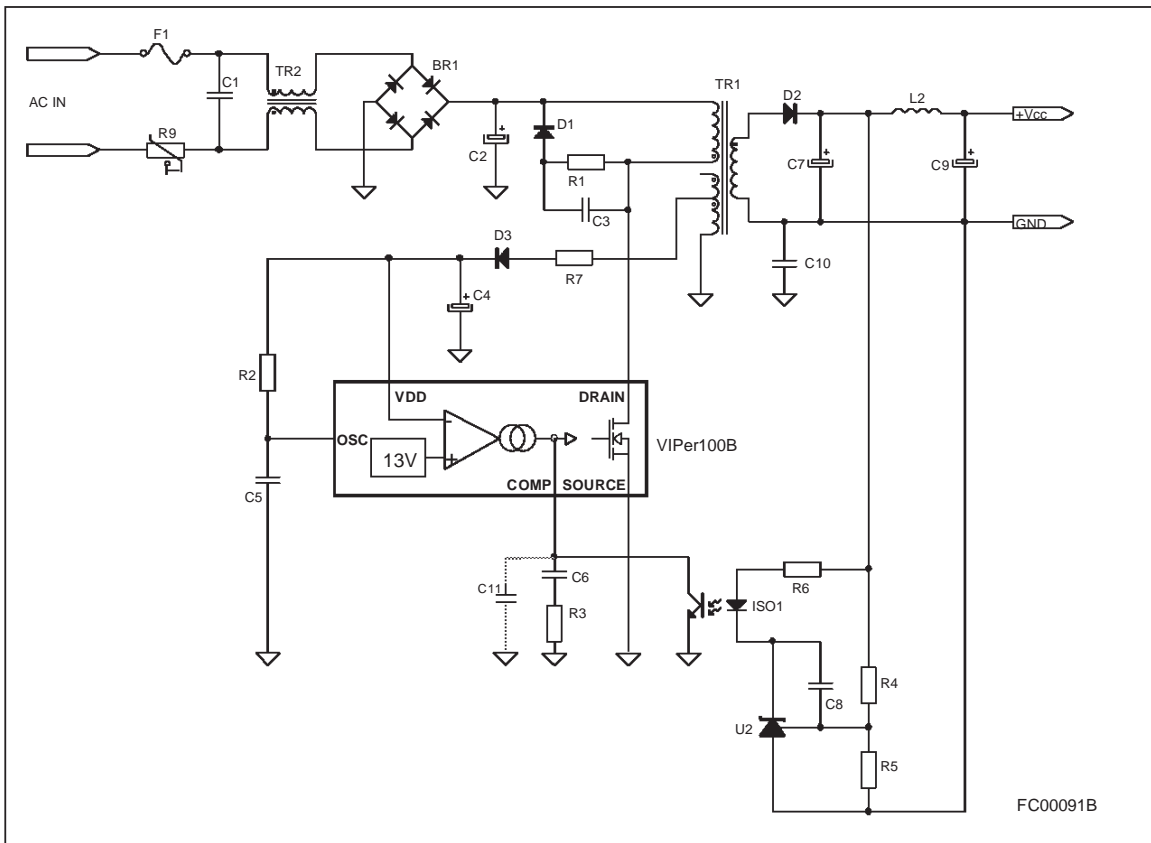 F1
TR2
BR1
C1
AC IN
R9
C2
D1
R1
C3
TR1
D2
L2
+Vcc
C7
C9
GND
C10
D3
R7
C4
R2
VDD
DRAIN
OSC
-
13V
+
VIPer100B
COMP SOURCE
C5
C11
C6
R3
R6
ISO1
R4
C8
U2
R5
FC00091B